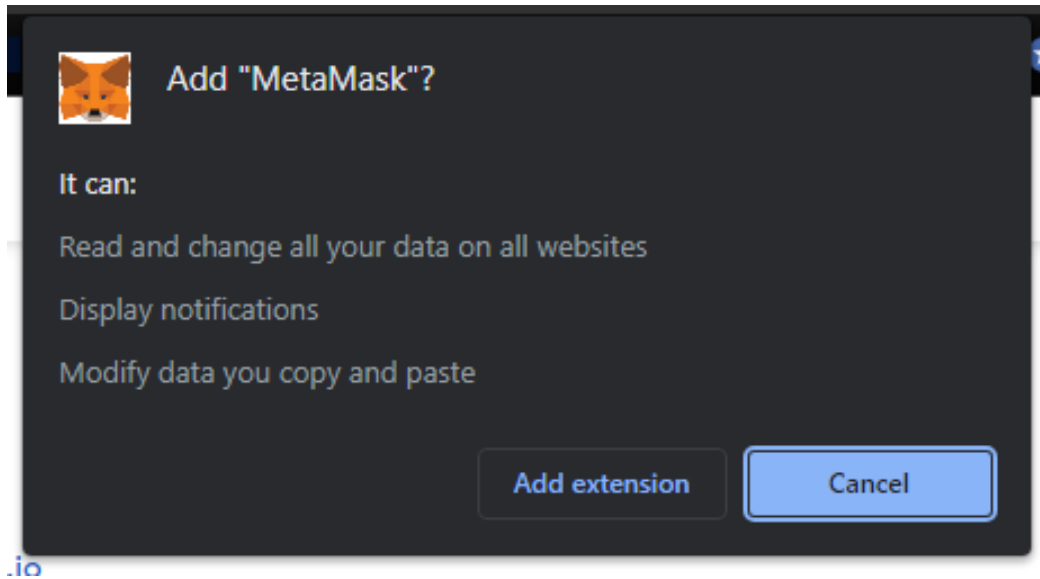 Add "MetaMask"?
It can:
Read and change all your data on all websites
Display notifications
Modify data you copy and paste
Add extension
Cancel
.io